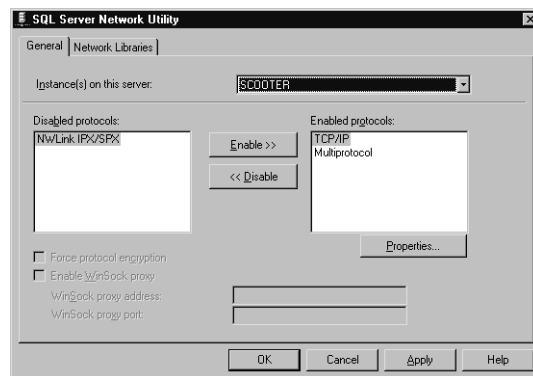 SQL Server Network Utility
General
Network Libraries
Instance(s) on this server:
SCOOTER
Disabled protocols:
Enabled protocols:
NWLink IPX/SPX
Enable >>
TCP/IP
Multiprotocol
<< Disable
Properties...
Force protocol encryption
Enable WinSock proxy
WinSock proxy address:
WinSock proxy port:
OK
Cancel
Apply
Help